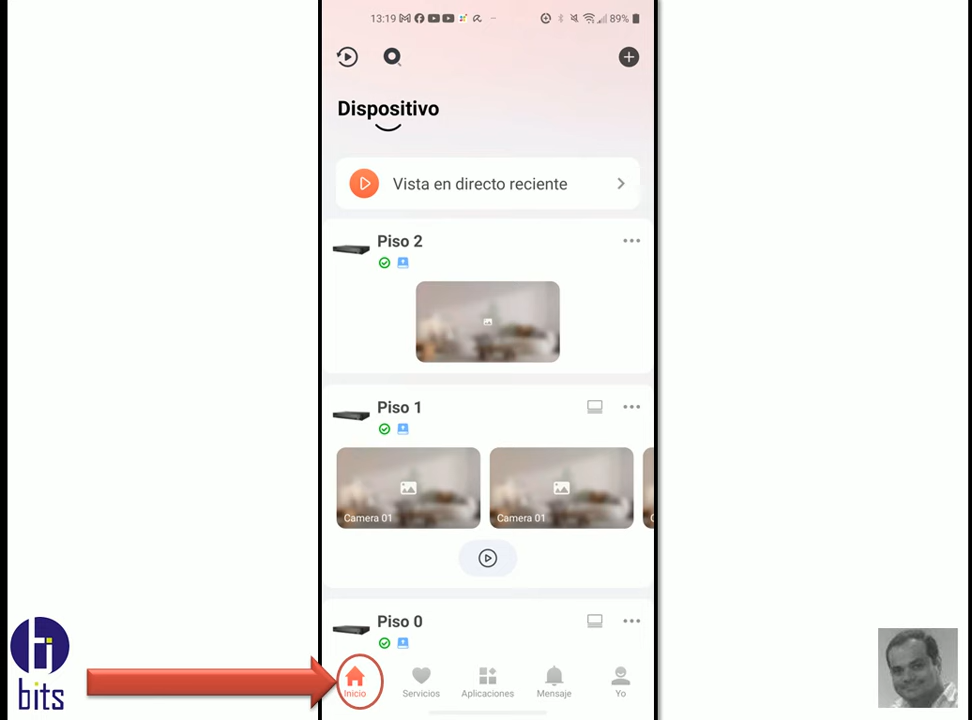 13:19
89%
Dispositivo
Vista en directo reciente
Piso 2
Piso 1
Camera 01
Camera 01
Piso 0
Inicio
Servicios
Aplicaciones
Mensaje
Yo
bits